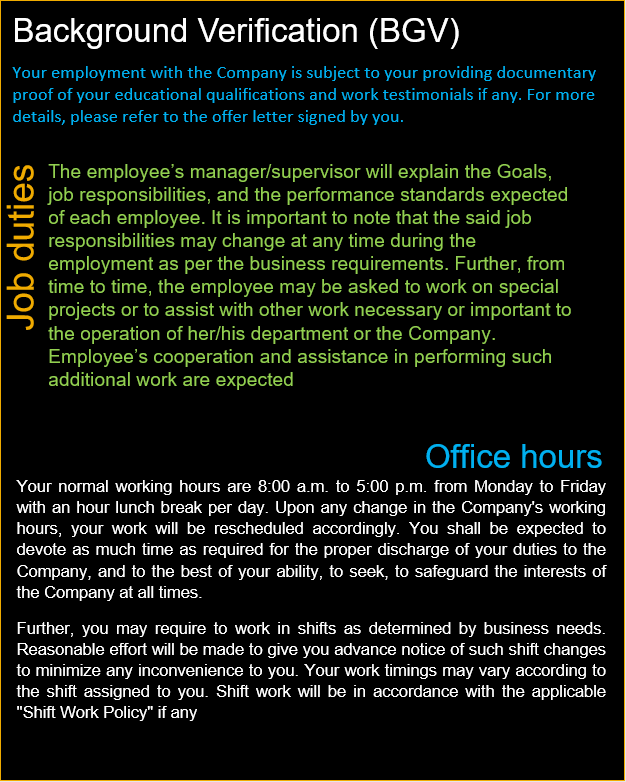 Background Verification (BGV)
Your employment with the Company is subject to your providing documentary
proof of your educational qualifications and work testimonials if any. For more
details, please refer to the offer letter signed by you.
Job duties
The employee’s manager/supervisor will explain the Goals,
job responsibilities, and the performance standards expected
of each employee. It is important to note that the said job
responsibilities may change at any time during the
employment as per the business requirements. Further, from
time to time, the employee may be asked to work on special
projects or to assist with other work necessary or important to
the operation of her/his department or the Company.
Employee’s cooperation and assistance in performing such
additional work are expected
Office hours
Your normal working hours are 8:00 a.m. to 5:00 p.m. from Monday to Friday
with an hour lunch break per day. Upon any change in the Company's working
hours, your work will be rescheduled accordingly. You shall be expected to
devote as much time as required for the proper discharge of your duties to the
Company, and to the best of your ability, to seek, to safeguard the interests of
the Company at all times.
Further, you may require to work in shifts as determined by business needs.
Reasonable effort will be made to give you advance notice of such shift changes
to minimize any inconvenience to you. Your work timings may vary according to
the shift assigned to you. Shift work will be in accordance with the applicable
"Shift Work Policy" if any